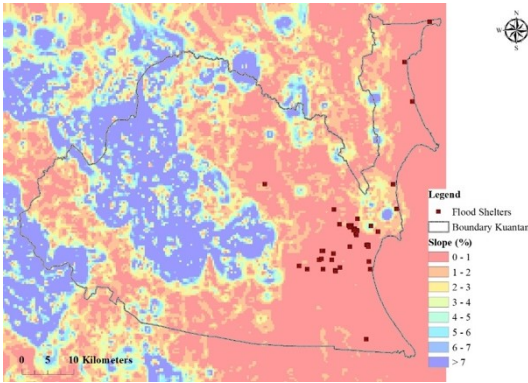 N
W E
S
Legend
Flood Shelters
Boundary Kuantan
Slope (%)
0 - 1
1 - 2
2 - 3
3 - 4
4 - 5
5 - 6
6 - 7
> 7
0 5 10 Kilometers